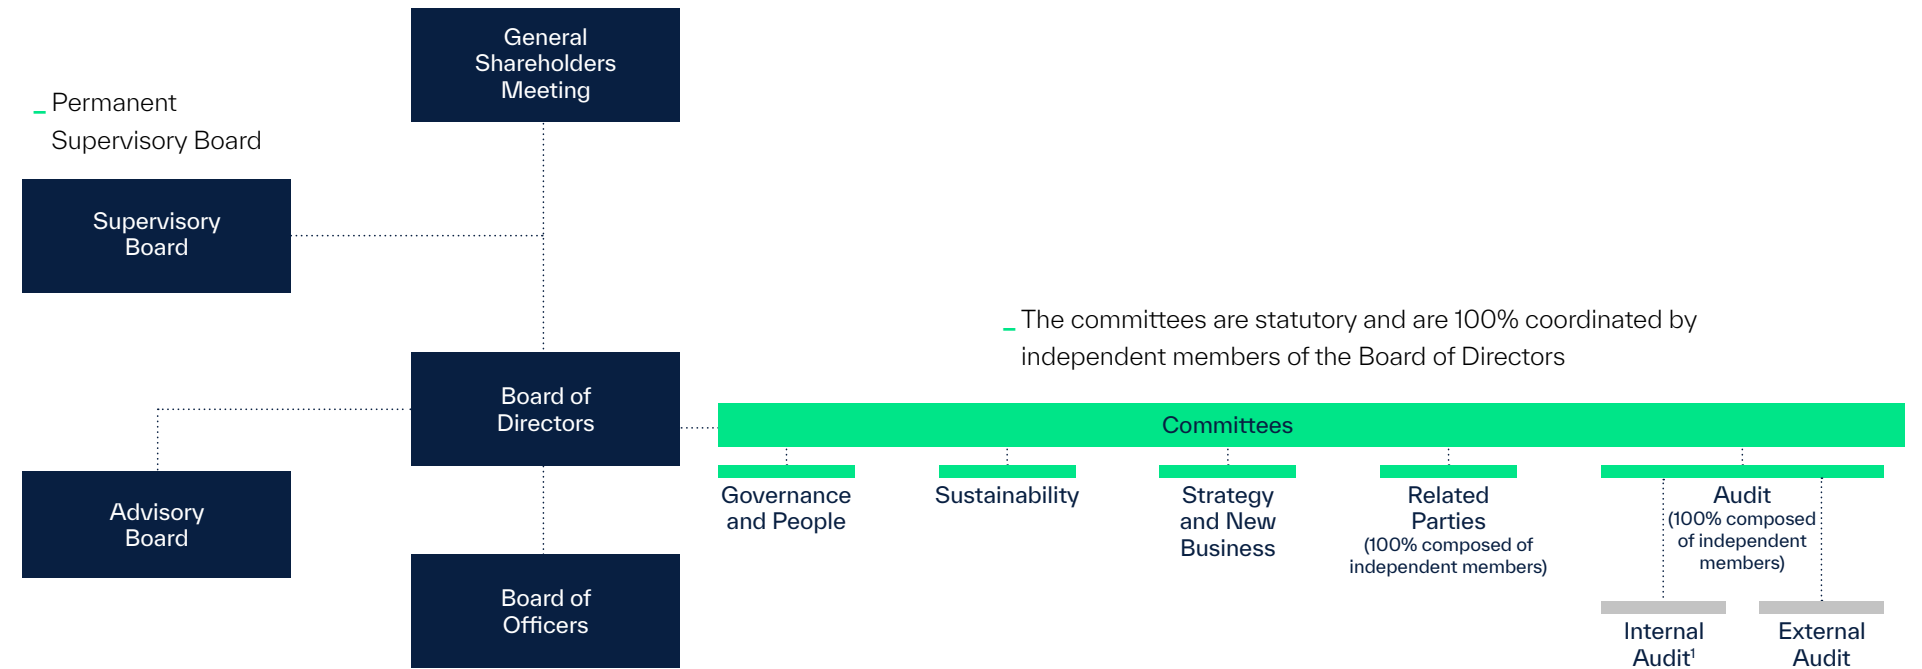 General
Shareholders
Meeting
_ Permanent
Supervisory Board
Supervisory
Board
_ The committees are statutory and are 100% coordinated by
independent members of the Board of Directors
Board of
Directors
Committees
Governance
and People
Sustainability
Strategy
and New
Business
Related
Parties
(100% composed of
independent members)
Audit
(100% composed
of independent
members)
Advisory
Board
Board of
Officers
Internal
Audit¹
External
Audit